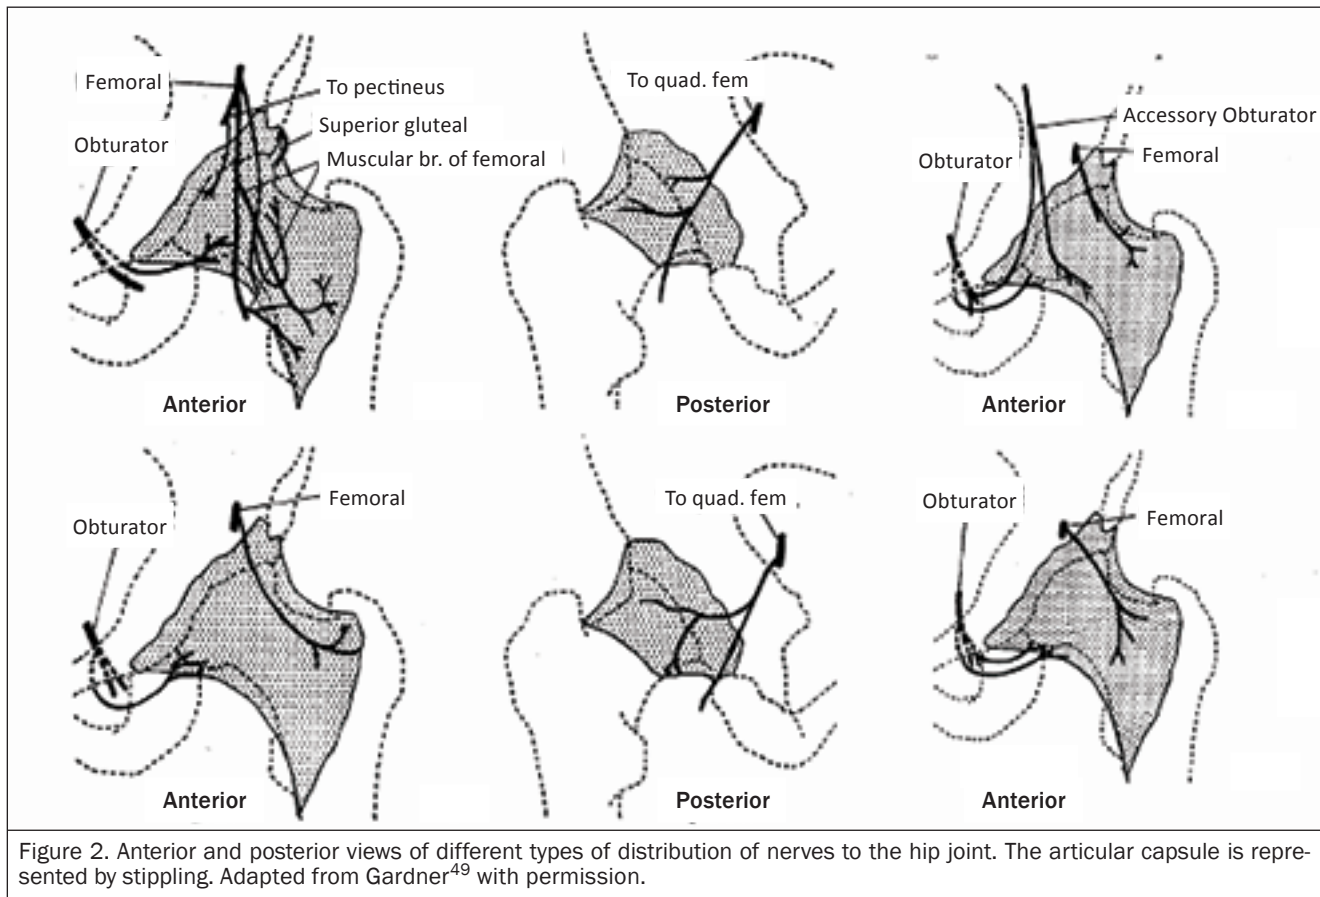 Femoral
To pectineus
Superior gluteal
Obturator
Muscular br. of femoral
Anterior
To quad. fem
Posterior
Accessory Obturator
Obturator
Femoral
Anterior
Femoral
Obturator
Anterior
To quad. fem
Posterior
Obturator
Femoral
Anterior
Figure 2. Anterior and posterior views of different types of distribution of nerves to the hip joint. The articular capsule is repre-
sented by stippling. Adapted from Gardner⁴⁹ with permission.